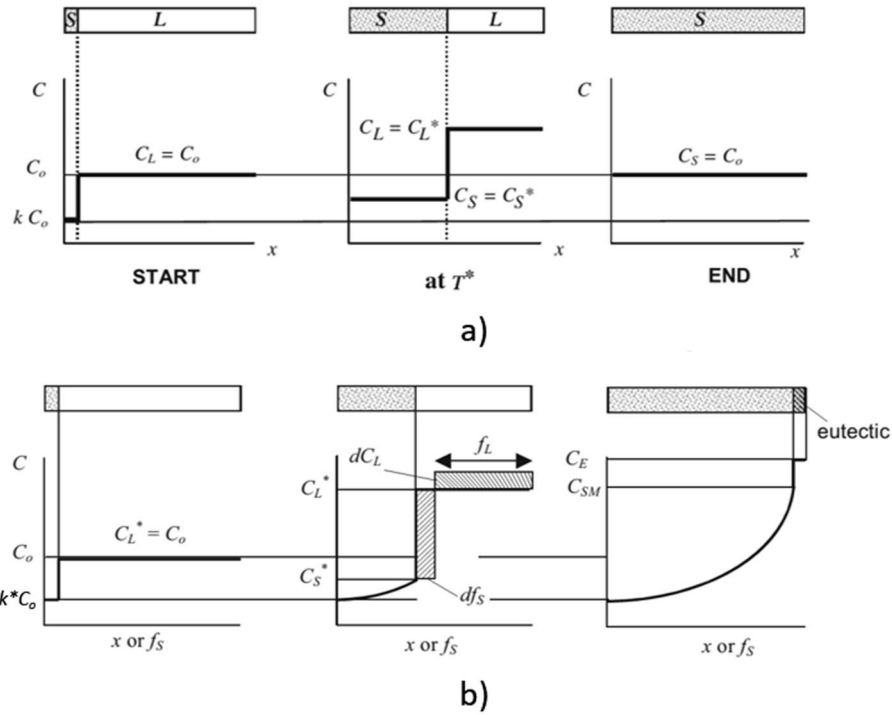 S L S L S
C C C
C_L = C_L^*
C_L = C_o C_S = C_o
C_o
C_S = C_S^*
k C_o
x x x
START at T^* END
a)
f_L
eutectic
dC_L C_E
C C_L^* C_SM
C_L^* = C_o
C_o
C_S^*
k*C_o df_S
x or f_S x or f_S x or f_S
b)